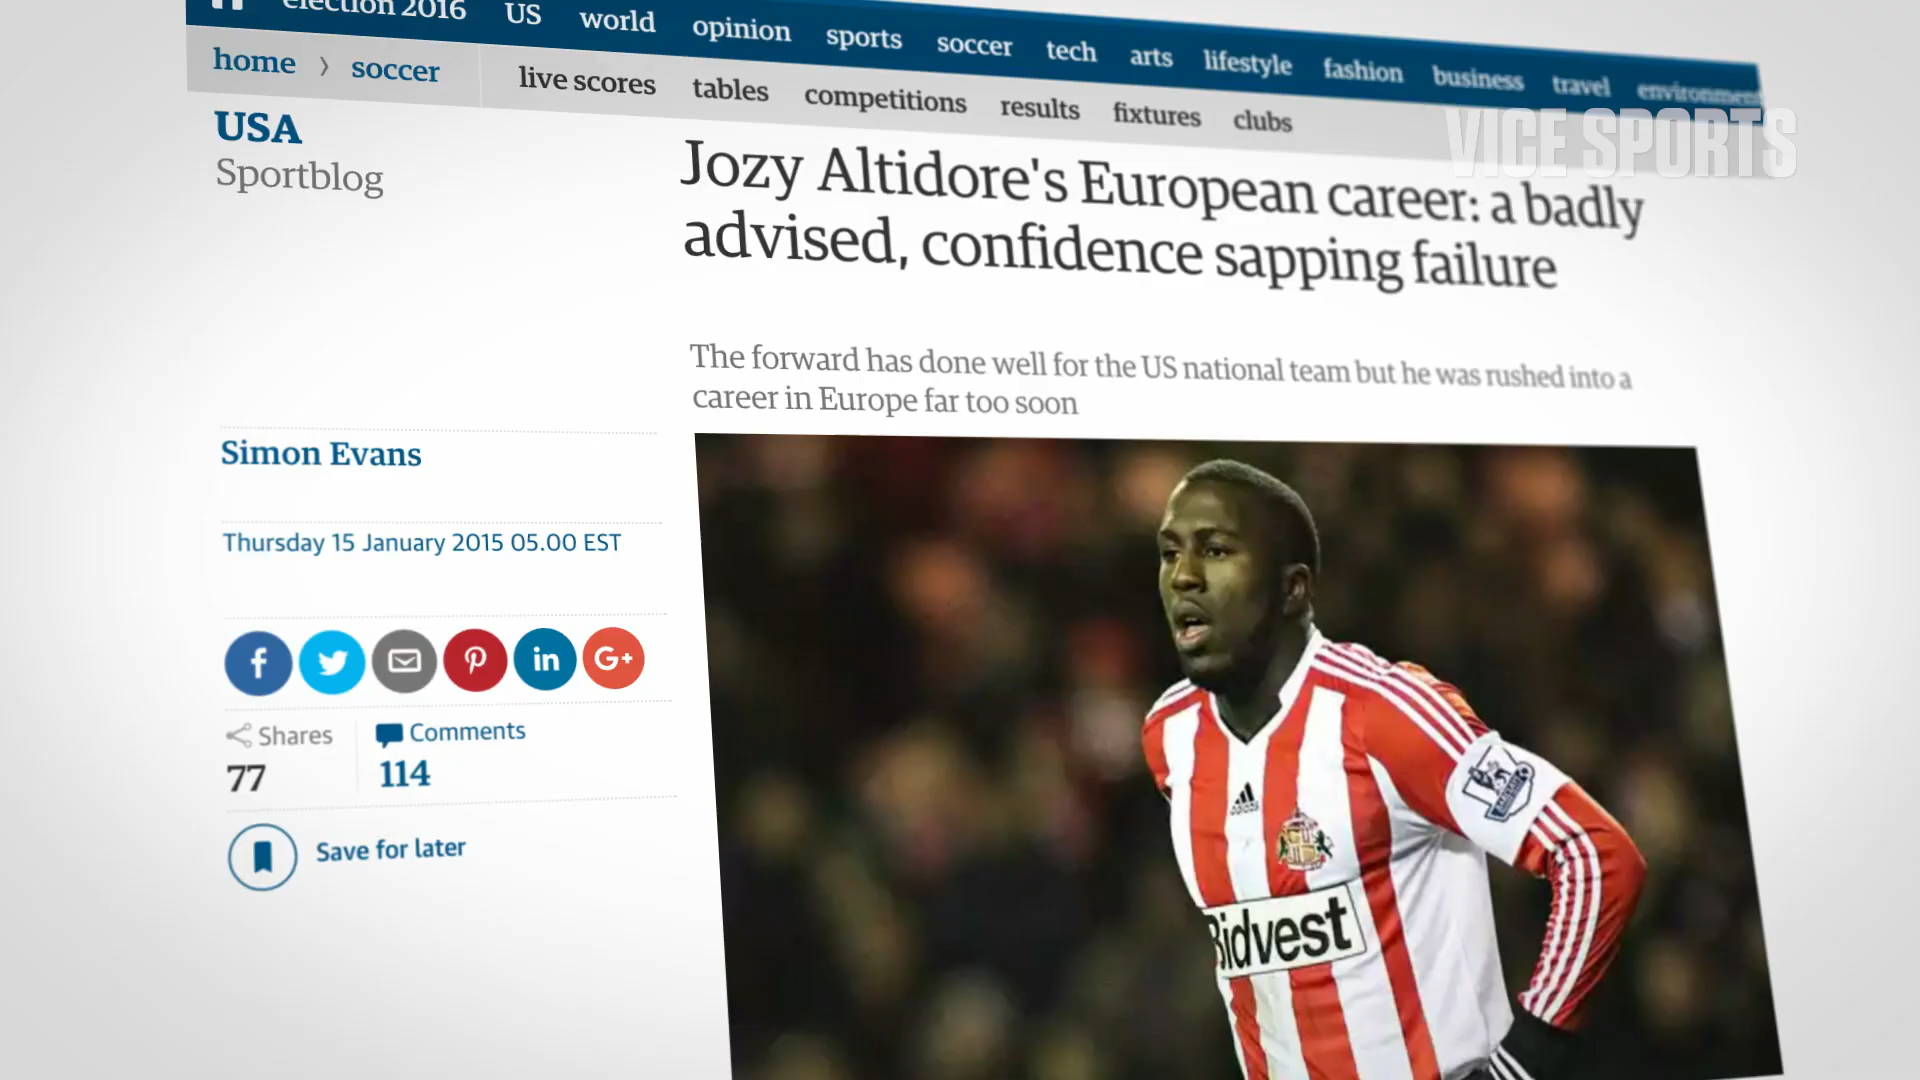 election 2016 US world opinion sports soccer tech arts lifestyle fashion business travel environment
home › soccer live scores tables competitions results fixtures clubs
VICE SPORTS
USA
Sportblog
Jozy Altidore's European career: a badly
advised, confidence sapping failure
The forward has done well for the US national team but he was rushed into a
career in Europe far too soon
Simon Evans
Thursday 15 January 2015 05.00 EST
f in G+
Shares Comments
77 114
Save for later
adidas
Bidvest